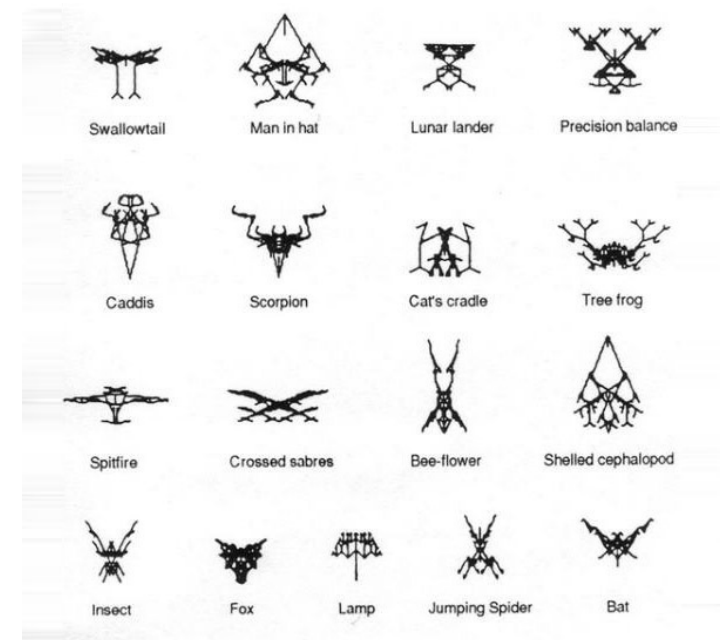 Swallowtail Man in hat Lunar lander Precision balance
Caddis Scorpion Cat's cradle Tree frog
Spitfire Crossed sabres Bee-flower Shelled cephalopod
Insect Fox Lamp Jumping Spider Bat